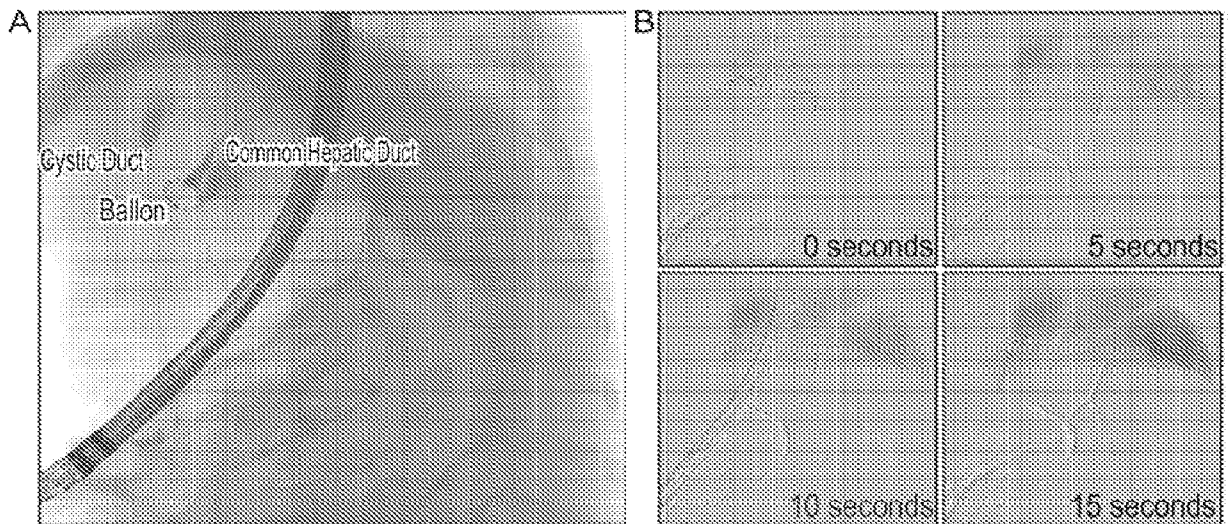 A
Cystic Duct
Common Hepatic Duct
Ballon
B
0 seconds
5 seconds
10 seconds
15 seconds